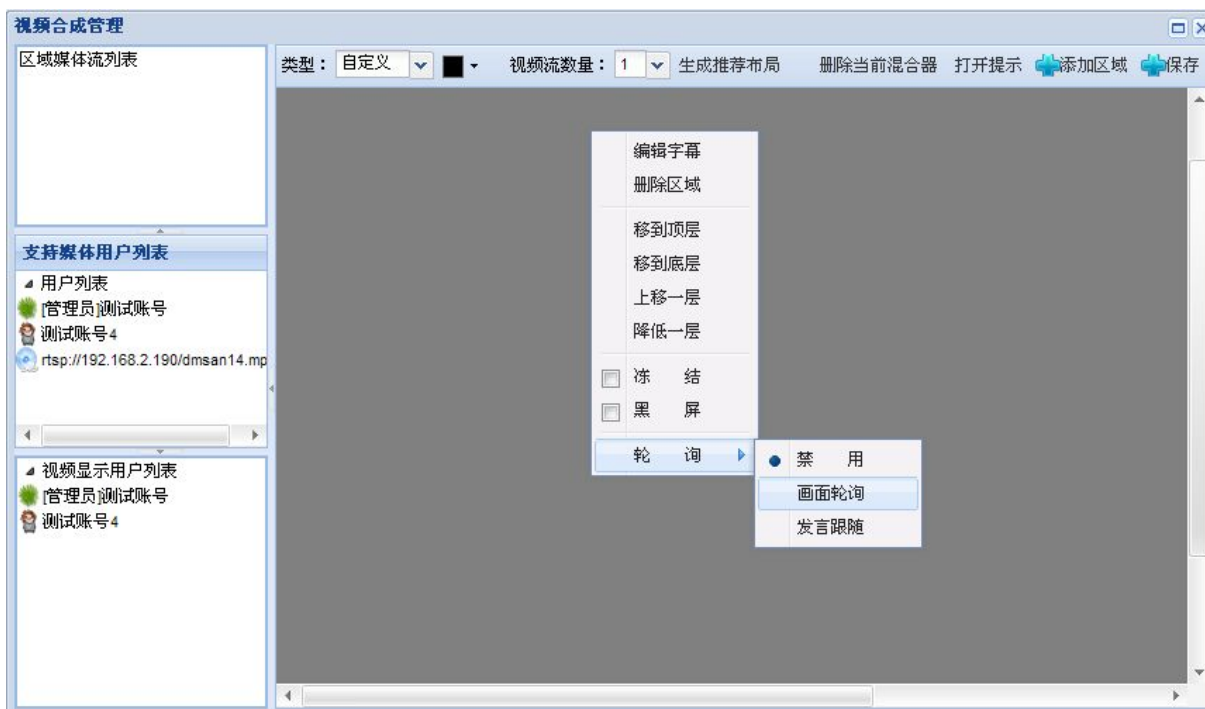 视频合成管理
区域媒体流列表
类型： 自定义 视频流数量： 1 生成推荐布局 删除当前混合器 打开提示 添加区域 保存
支持媒体用户列表
用户列表
[管理员]测试账号
测试账号4
rtsp://192.168.2.190/dmsan14.mp
视频显示用户列表
[管理员]测试账号
测试账号4
编辑字幕
删除区域
移到顶层
移到底层
上移一层
降低一层
冻 结
黑 屏
轮 询
禁 用
画面轮询
发言跟随